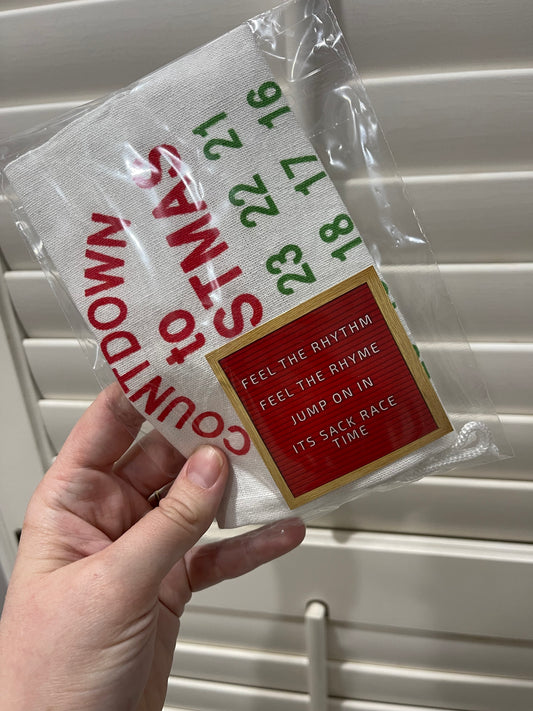 COUNTDOWN
to
STMAS
21
16
22
17
23
18
FEEL THE RHYTHM
FEEL THE RHYME
JUMP ON IN
ITS SACK RACE
TIME